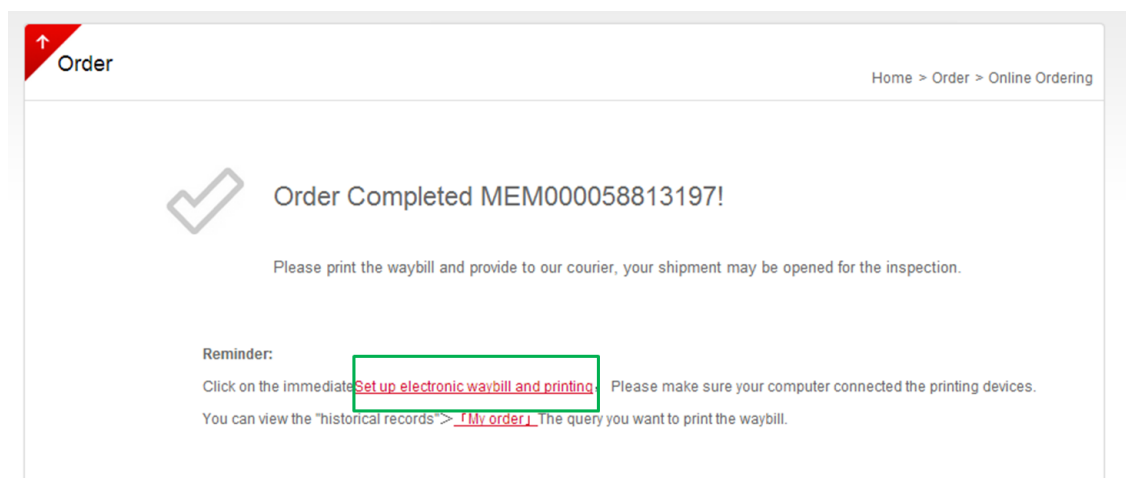 Order
Home > Order > Online Ordering
Order Completed MEM000058813197!
Please print the waybill and provide to our courier, your shipment may be opened for the inspection.
Reminder:
Click on the immediateSet up electronic waybill and printing, Please make sure your computer connected the printing devices.
You can view the "historical records">「My order」The query you want to print the waybill.